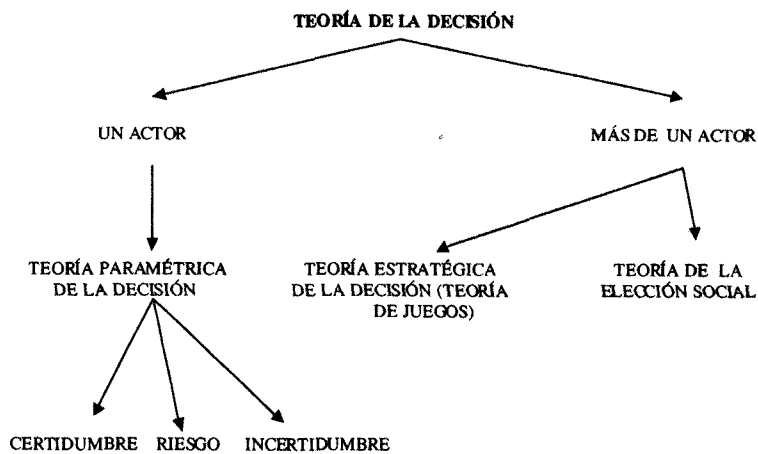 TEORÍA DE LA DECISIÓN
UN ACTOR
MÁS DE UN ACTOR
TEORÍA PARAMÉTRICA
DE LA DECISIÓN
TEORÍA ESTRATÉGICA
DE LA DECISIÓN (TEORÍA
DE JUEGOS)
TEORÍA DE LA
ELECCIÓN SOCIAL
CERTIDUMBRE RIESGO INCERTIDUMBRE